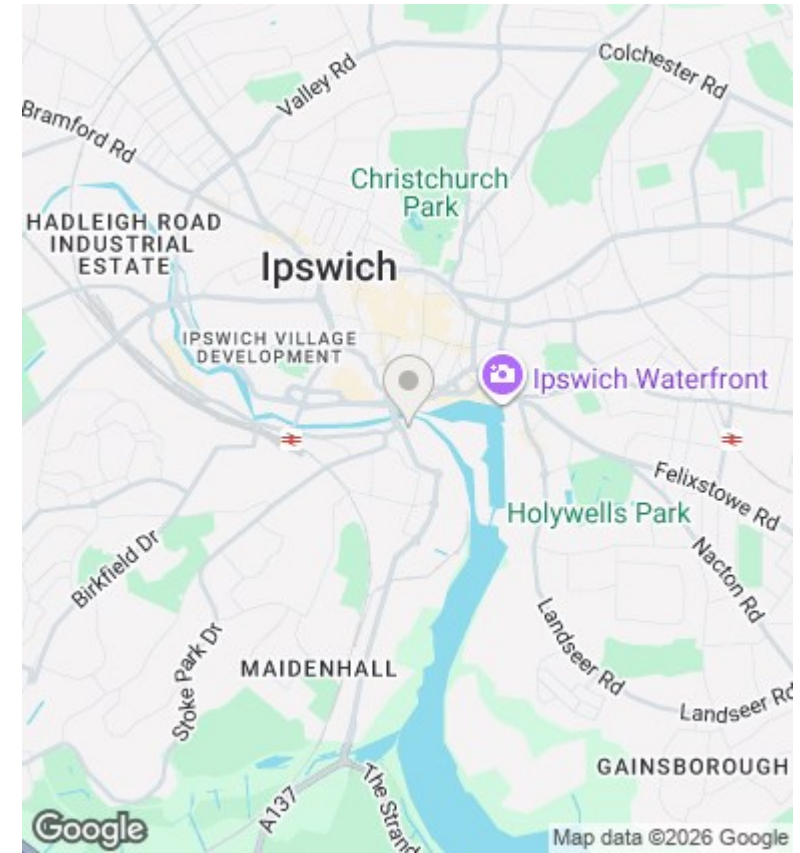 Colchester Rd
Valley Rd
Bramford Rd
Christchurch
Park
HADLEIGH ROAD
INDUSTRIAL
ESTATE
Ipswich
IPSWICH VILLAGE
DEVELOPMENT
Ipswich Waterfront
Felixstowe Rd
Holywells Park
Nacton Rd
Birkfield Dr
Stoke Park Dr
Landseer Rd
MAIDENHALL
Landseer Rd
GAINSBOROUGH
A137
The Strand
Google
Map data ©2026 Google